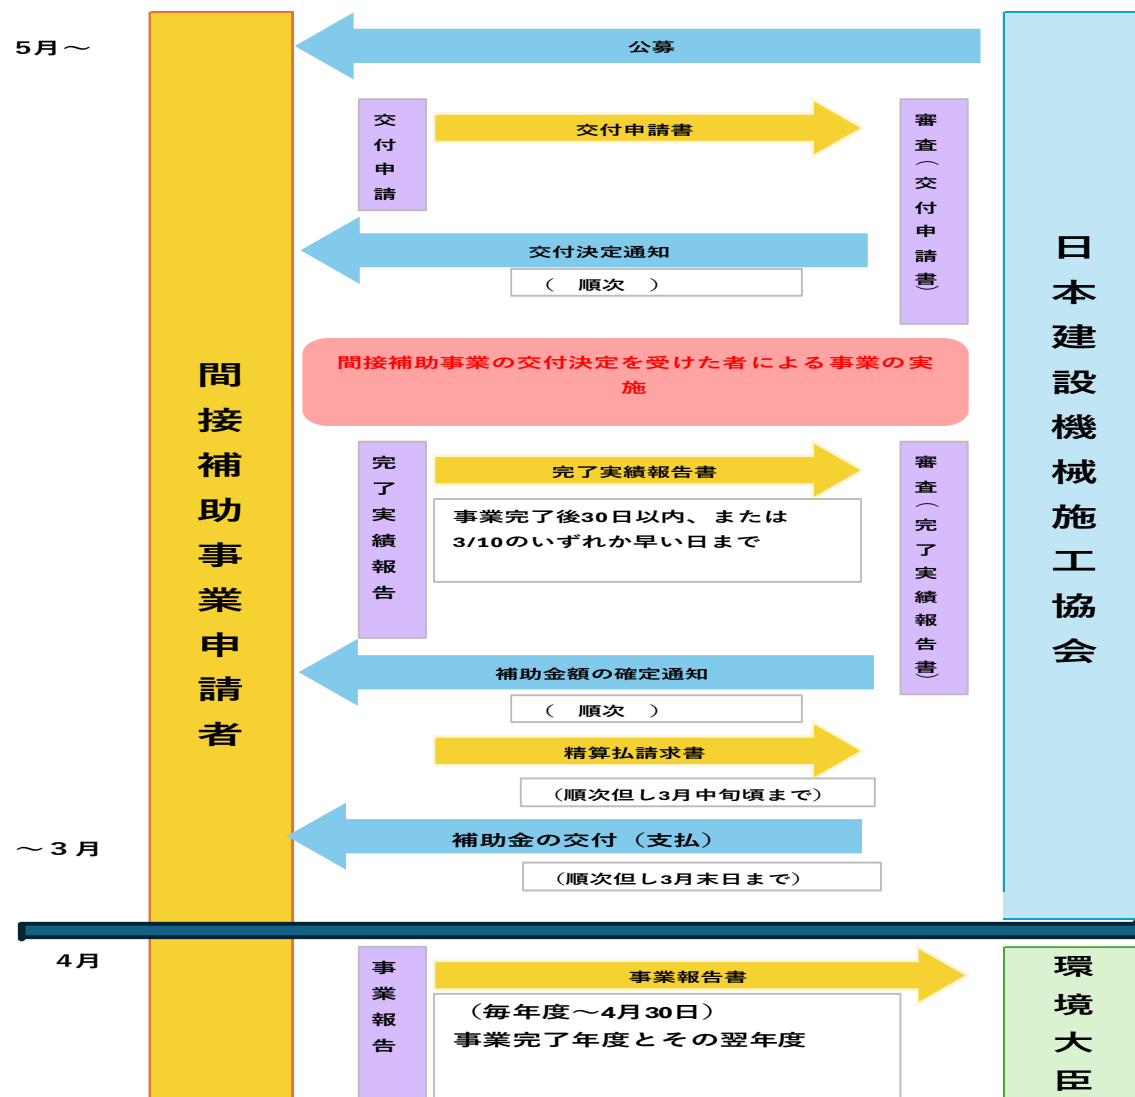 5月～
公募
交付申請
交付申請書
審査（交付申請書）
交付決定通知
（　順次　）
間接補助事業の交付決定を受けた者による事業の実
施
間接補助事業申請者
日本建設機械施工協会
完了実績報告
完了実績報告書
事業完了後30日以内、または
3/10のいずれか早い日まで
審査（完了実績報告書）
補助金額の確定通知
（　順次　）
精算払請求書
（順次但し3月中旬頃まで）
補助金の交付（支払）
～３月
（順次但し3月末日まで）
4月
事業報告
事業報告書
（毎年度～4月30日）
事業完了年度とその翌年度
環境大臣